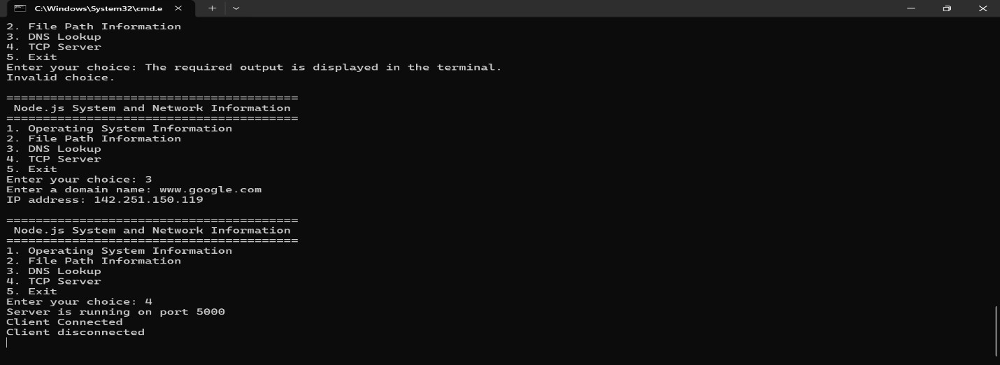 C:\Windows\System32\cmd.e
2. File Path Information
3. DNS Lookup
4. TCP Server
5. Exit
Enter your choice: The required output is displayed in the terminal.
Invalid choice.
========================================
Node.js System and Network Information
========================================
1. Operating System Information
2. File Path Information
3. DNS Lookup
4. TCP Server
5. Exit
Enter your choice: 3
Enter a domain name: www.google.com
IP address: 142.251.150.119
========================================
Node.js System and Network Information
========================================
1. Operating System Information
2. File Path Information
3. DNS Lookup
4. TCP Server
5. Exit
Enter your choice: 4
Server is running on port 5000
Client Connected
Client disconnected